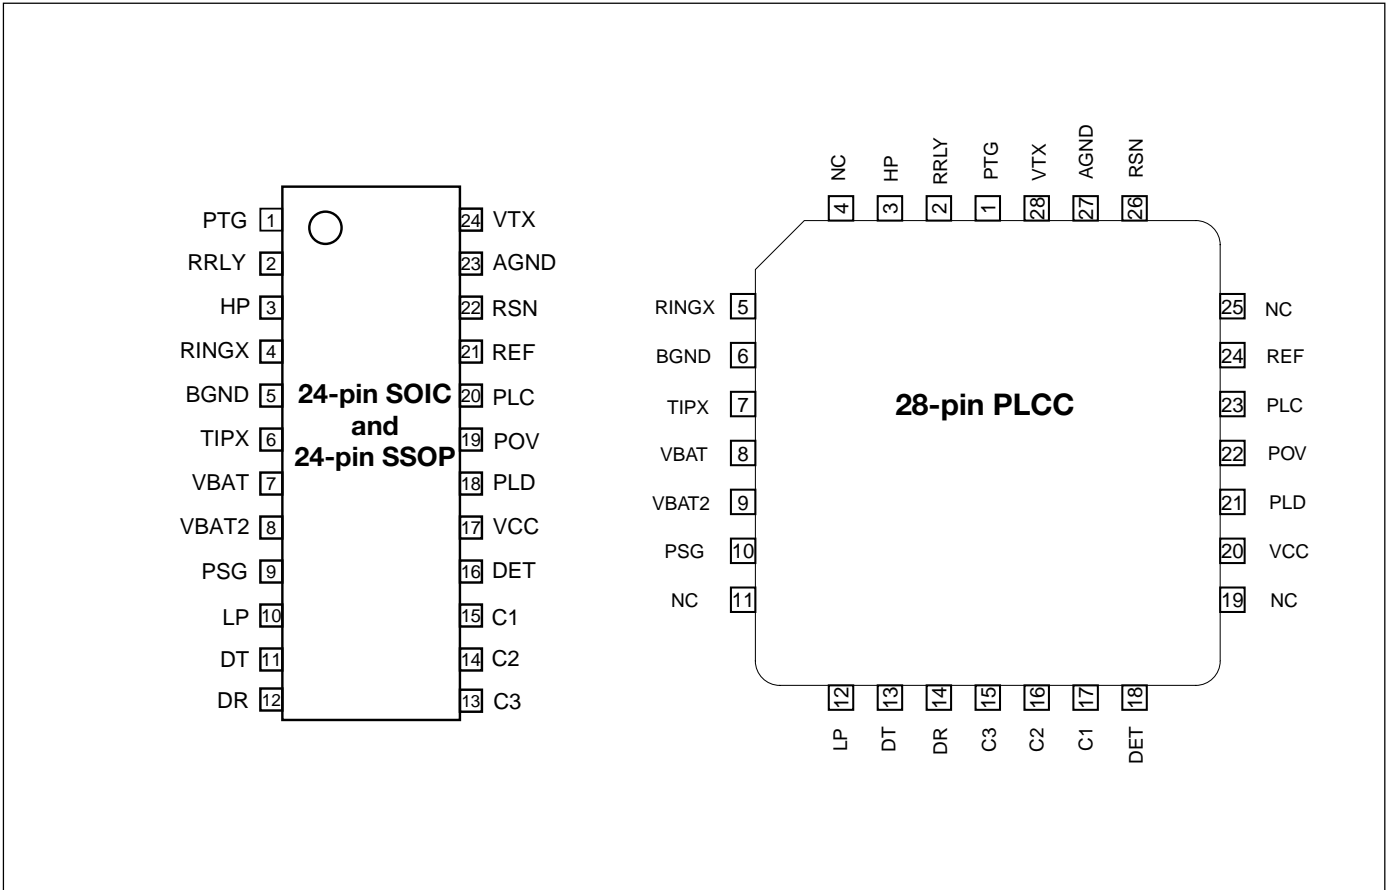 PTG 1
RRLY 2
HP 3
RINGX 4
BGND 5
TIPX 6
VBAT 7
VBAT2 8
PSG 9
LP 10
DT 11
DR 12
24-pin SOIC
and
24-pin SSOP
24 VTX
23 AGND
22 RSN
21 REF
20 PLC
19 POV
18 PLD
17 VCC
16 DET
15 C1
14 C2
13 C3
NC HP RRLY PTG VTX AGND RSN
4 3 2 1 28 27 26
RINGX 5
BGND 6
TIPX 7
VBAT 8
VBAT2 9
PSG 10
NC 11
28-pin PLCC
25 NC
24 REF
23 PLC
22 POV
21 PLD
20 VCC
19 NC
12 13 14 15 16 17 18
LP DT DR C3 C2 C1 DET